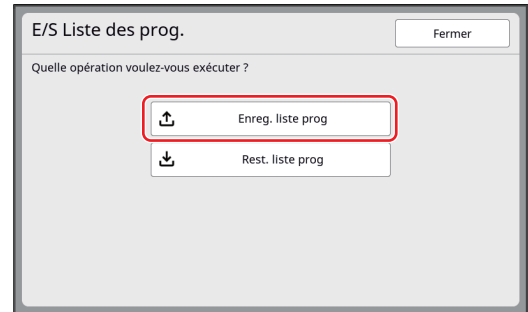 E/S Liste des prog.
Fermer
Quelle opération voulez-vous exécuter ?
Enreg. liste prog
Rest. liste prog